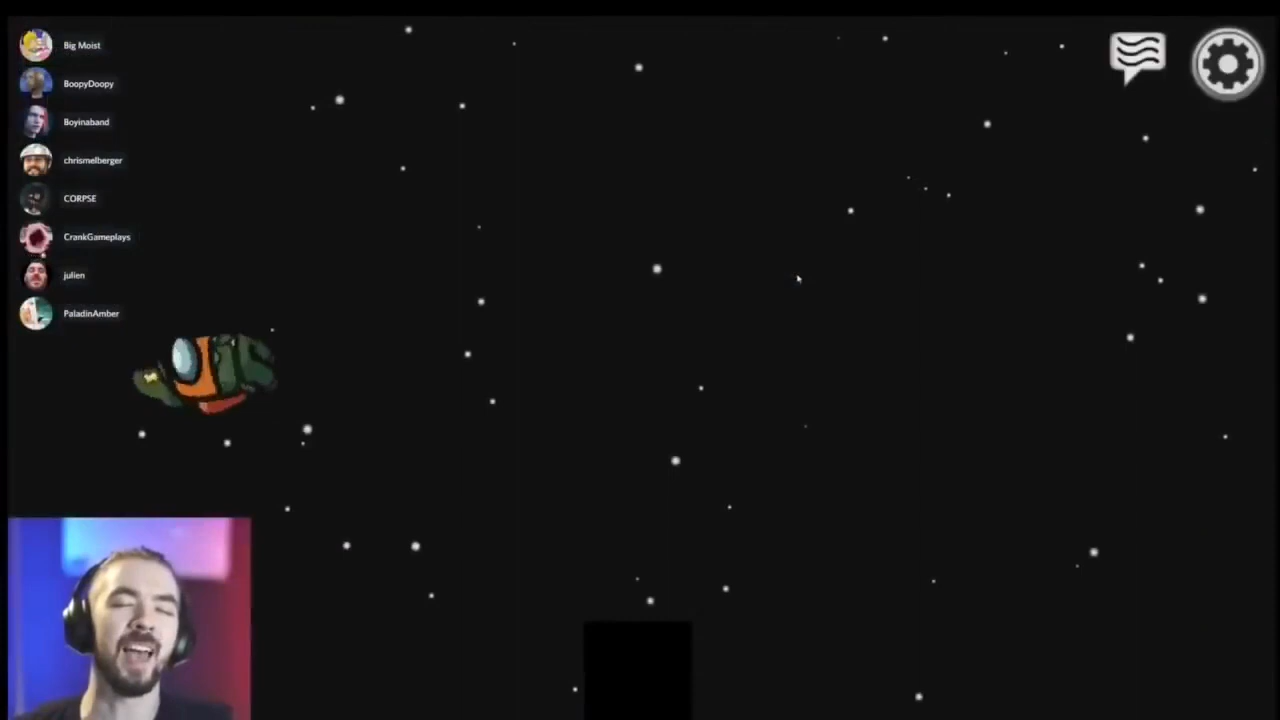 Big Moist
BoopyDoopy
Boyinaband
chrismelberger
CORPSE
CrankGameplays
julien
PaladinAmber